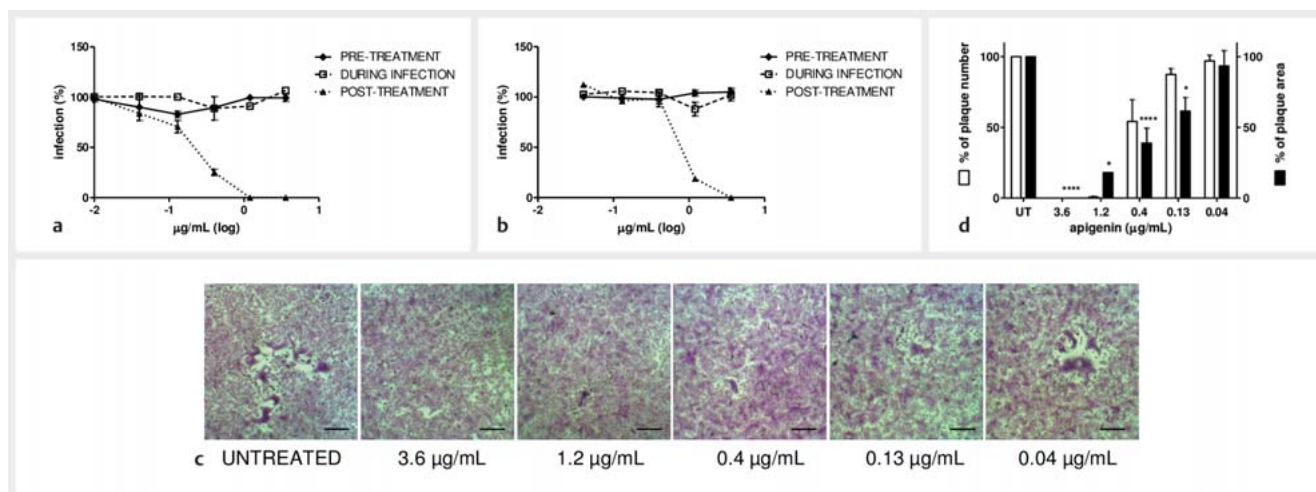 150
100
50
0
infection (%)
-2
-1
0
1
µg/mL (log)
PRE-TREATMENT
DURING INFECTION
POST-TREATMENT
a
150
100
50
0
infection (%)
-2
-1
0
1
µg/mL (log)
PRE-TREATMENT
DURING INFECTION
POST-TREATMENT
b
% of plaque number
100
50
0
****
*
****
*
100
50
0
% of plaque area
UT 3.6 1.2 0.4 0.13 0.04
apigenin (µg/mL)
d
c UNTREATED 3.6 µg/mL 1.2 µg/mL 0.4 µg/mL 0.13 µg/mL 0.04 µg/mL